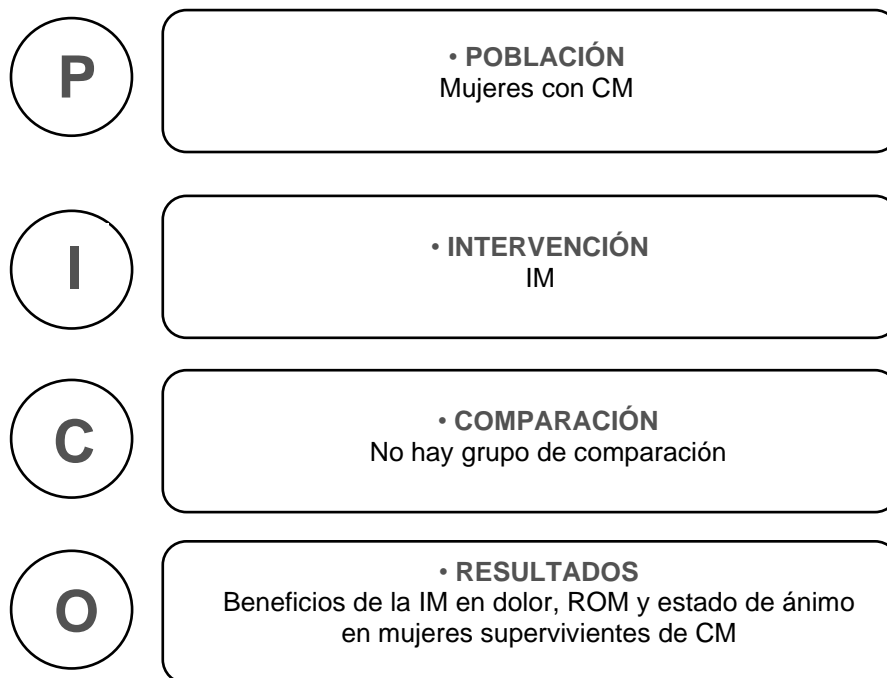 P
• POBLACIÓN
Mujeres con CM
I
• INTERVENCIÓN
IM
C
• COMPARACIÓN
No hay grupo de comparación
O
• RESULTADOS
Beneficios de la IM en dolor, ROM y estado de ánimo
en mujeres supervivientes de CM